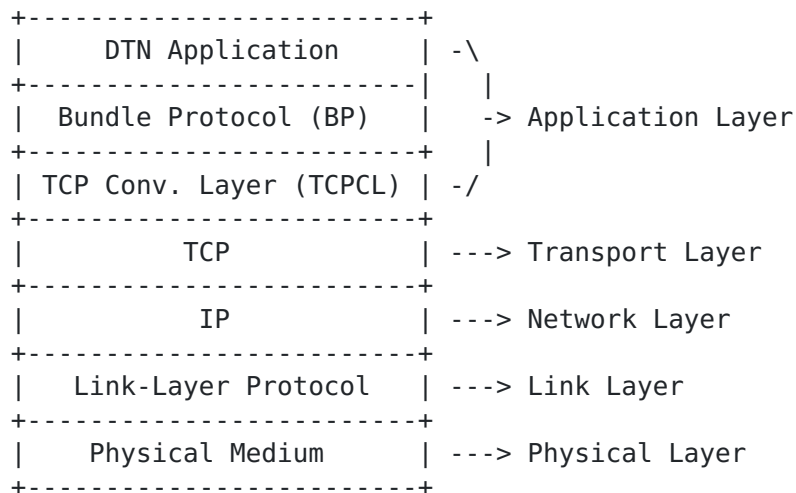 +-------------------------+
|     DTN Application     | -\
+-------------------------|   |
|  Bundle Protocol (BP)   |   -> Application Layer
+-------------------------+   |
| TCP Conv. Layer (TCPCL) | -/
+-------------------------+
|          TCP            | ---> Transport Layer
+-------------------------+
|           IP            | ---> Network Layer
+-------------------------+
|   Link-Layer Protocol   | ---> Link Layer
+-------------------------+
|    Physical Medium      | ---> Physical Layer
+-------------------------+